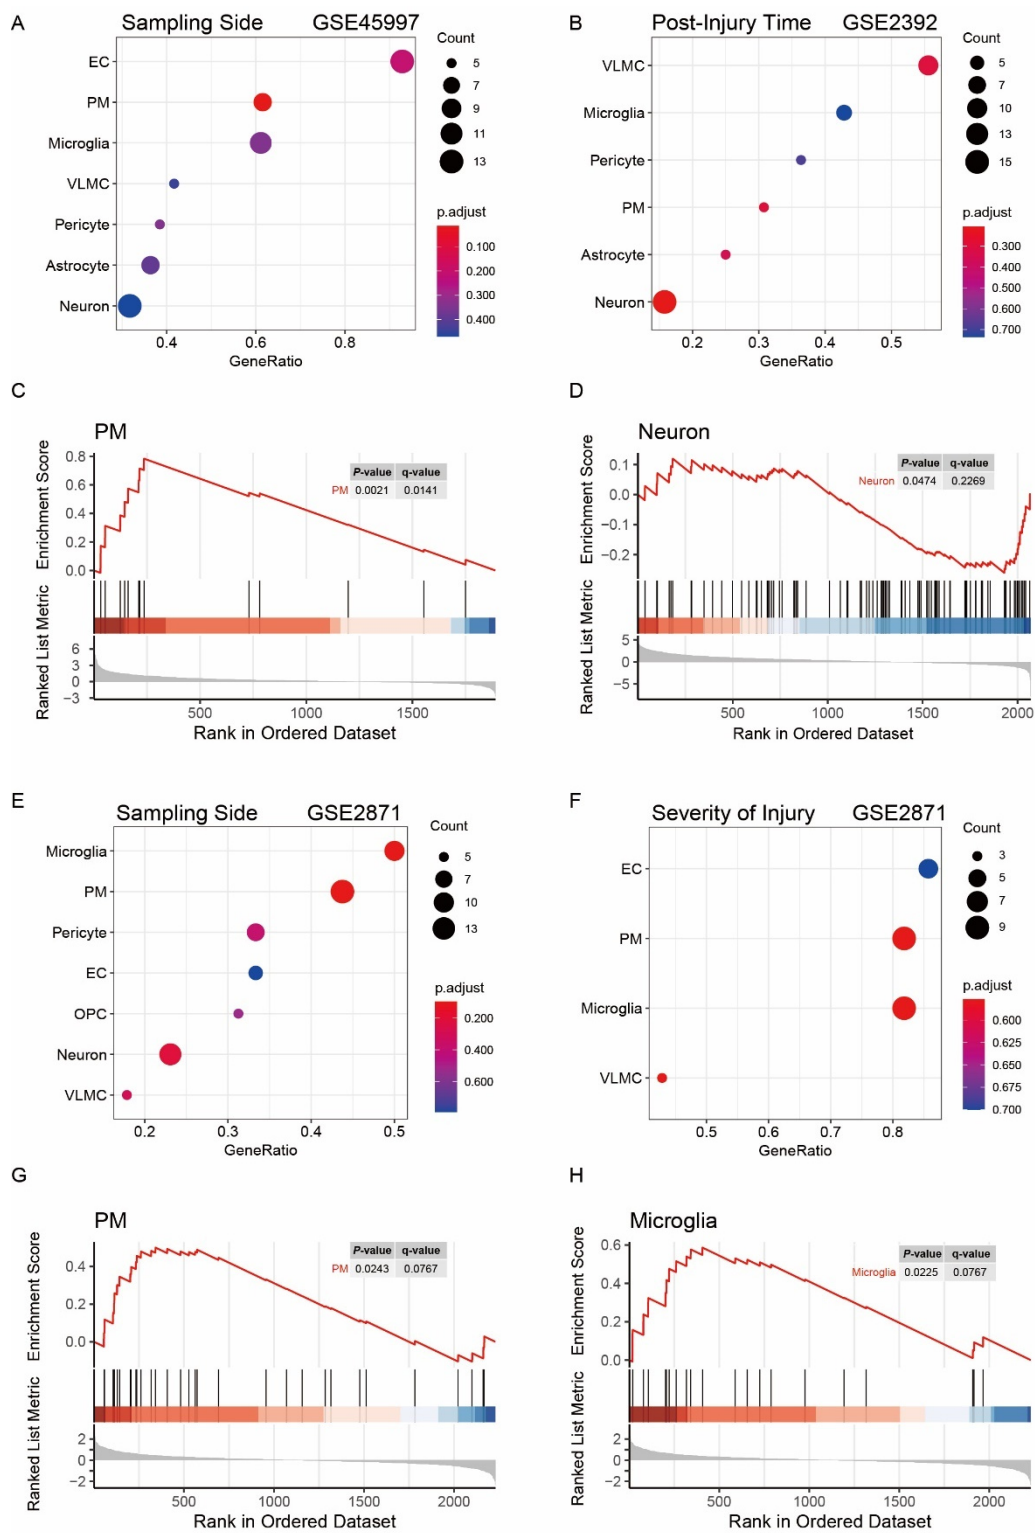 A
Sampling Side GSE45997
EC
PM
Microglia
VLMC
Pericyte
Astrocyte
Neuron
0.4 0.6 0.8
GeneRatio
Count
5
7
9
11
13
p.adjust
0.100
0.200
0.300
0.400
B
Post-Injury Time GSE2392
VLMC
Microglia
Pericyte
PM
Astrocyte
Neuron
0.2 0.3 0.4 0.5
GeneRatio
Count
5
7
10
13
15
p.adjust
0.300
0.400
0.500
0.600
0.700
C
PM
Enrichment Score
0.8
0.6
0.4
0.2
0.0
P-value q-value
PM 0.0021 0.0141
Ranked List Metric
6
3
0
−3
500 1000 1500
Rank in Ordered Dataset
D
Neuron
Enrichment Score
0.1
0.0
−0.1
−0.2
P-value q-value
Neuron 0.0474 0.2269
Ranked List Metric
5
0
−5
500 1000 1500 2000
Rank in Ordered Dataset
E
Sampling Side GSE2871
Microglia
PM
Pericyte
EC
OPC
Neuron
VLMC
0.2 0.3 0.4 0.5
GeneRatio
Count
5
7
10
13
p.adjust
0.200
0.400
0.600
F
Severity of Injury GSE2871
EC
PM
Microglia
VLMC
0.5 0.6 0.7 0.8
GeneRatio
Count
3
5
7
9
p.adjust
0.600
0.625
0.650
0.675
0.700
G
PM
Enrichment Score
0.4
0.2
0.0
P-value q-value
PM 0.0243 0.0767
Ranked List Metric
2
0
−2
500 1000 1500 2000
Rank in Ordered Dataset
H
Microglia
Enrichment Score
0.6
0.4
0.2
0.0
P-value q-value
Microglia 0.0225 0.0767
Ranked List Metric
2
0
−2
500 1000 1500 2000
Rank in Ordered Dataset